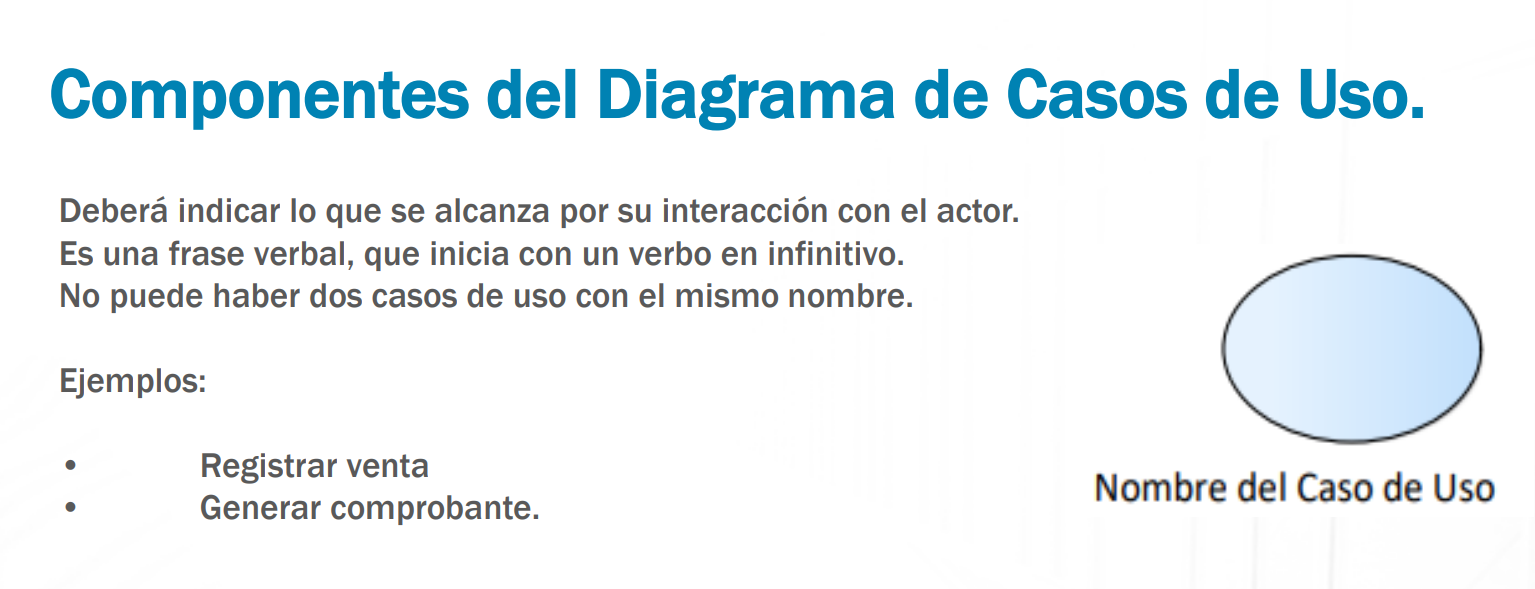 Componentes del Diagrama de Casos de Uso.
Deberá indicar lo que se alcanza por su interacción con el actor.
Es una frase verbal, que inicia con un verbo en infinitivo.
No puede haber dos casos de uso con el mismo nombre.
Ejemplos:
• Registrar venta
• Generar comprobante.
Nombre del Caso de Uso